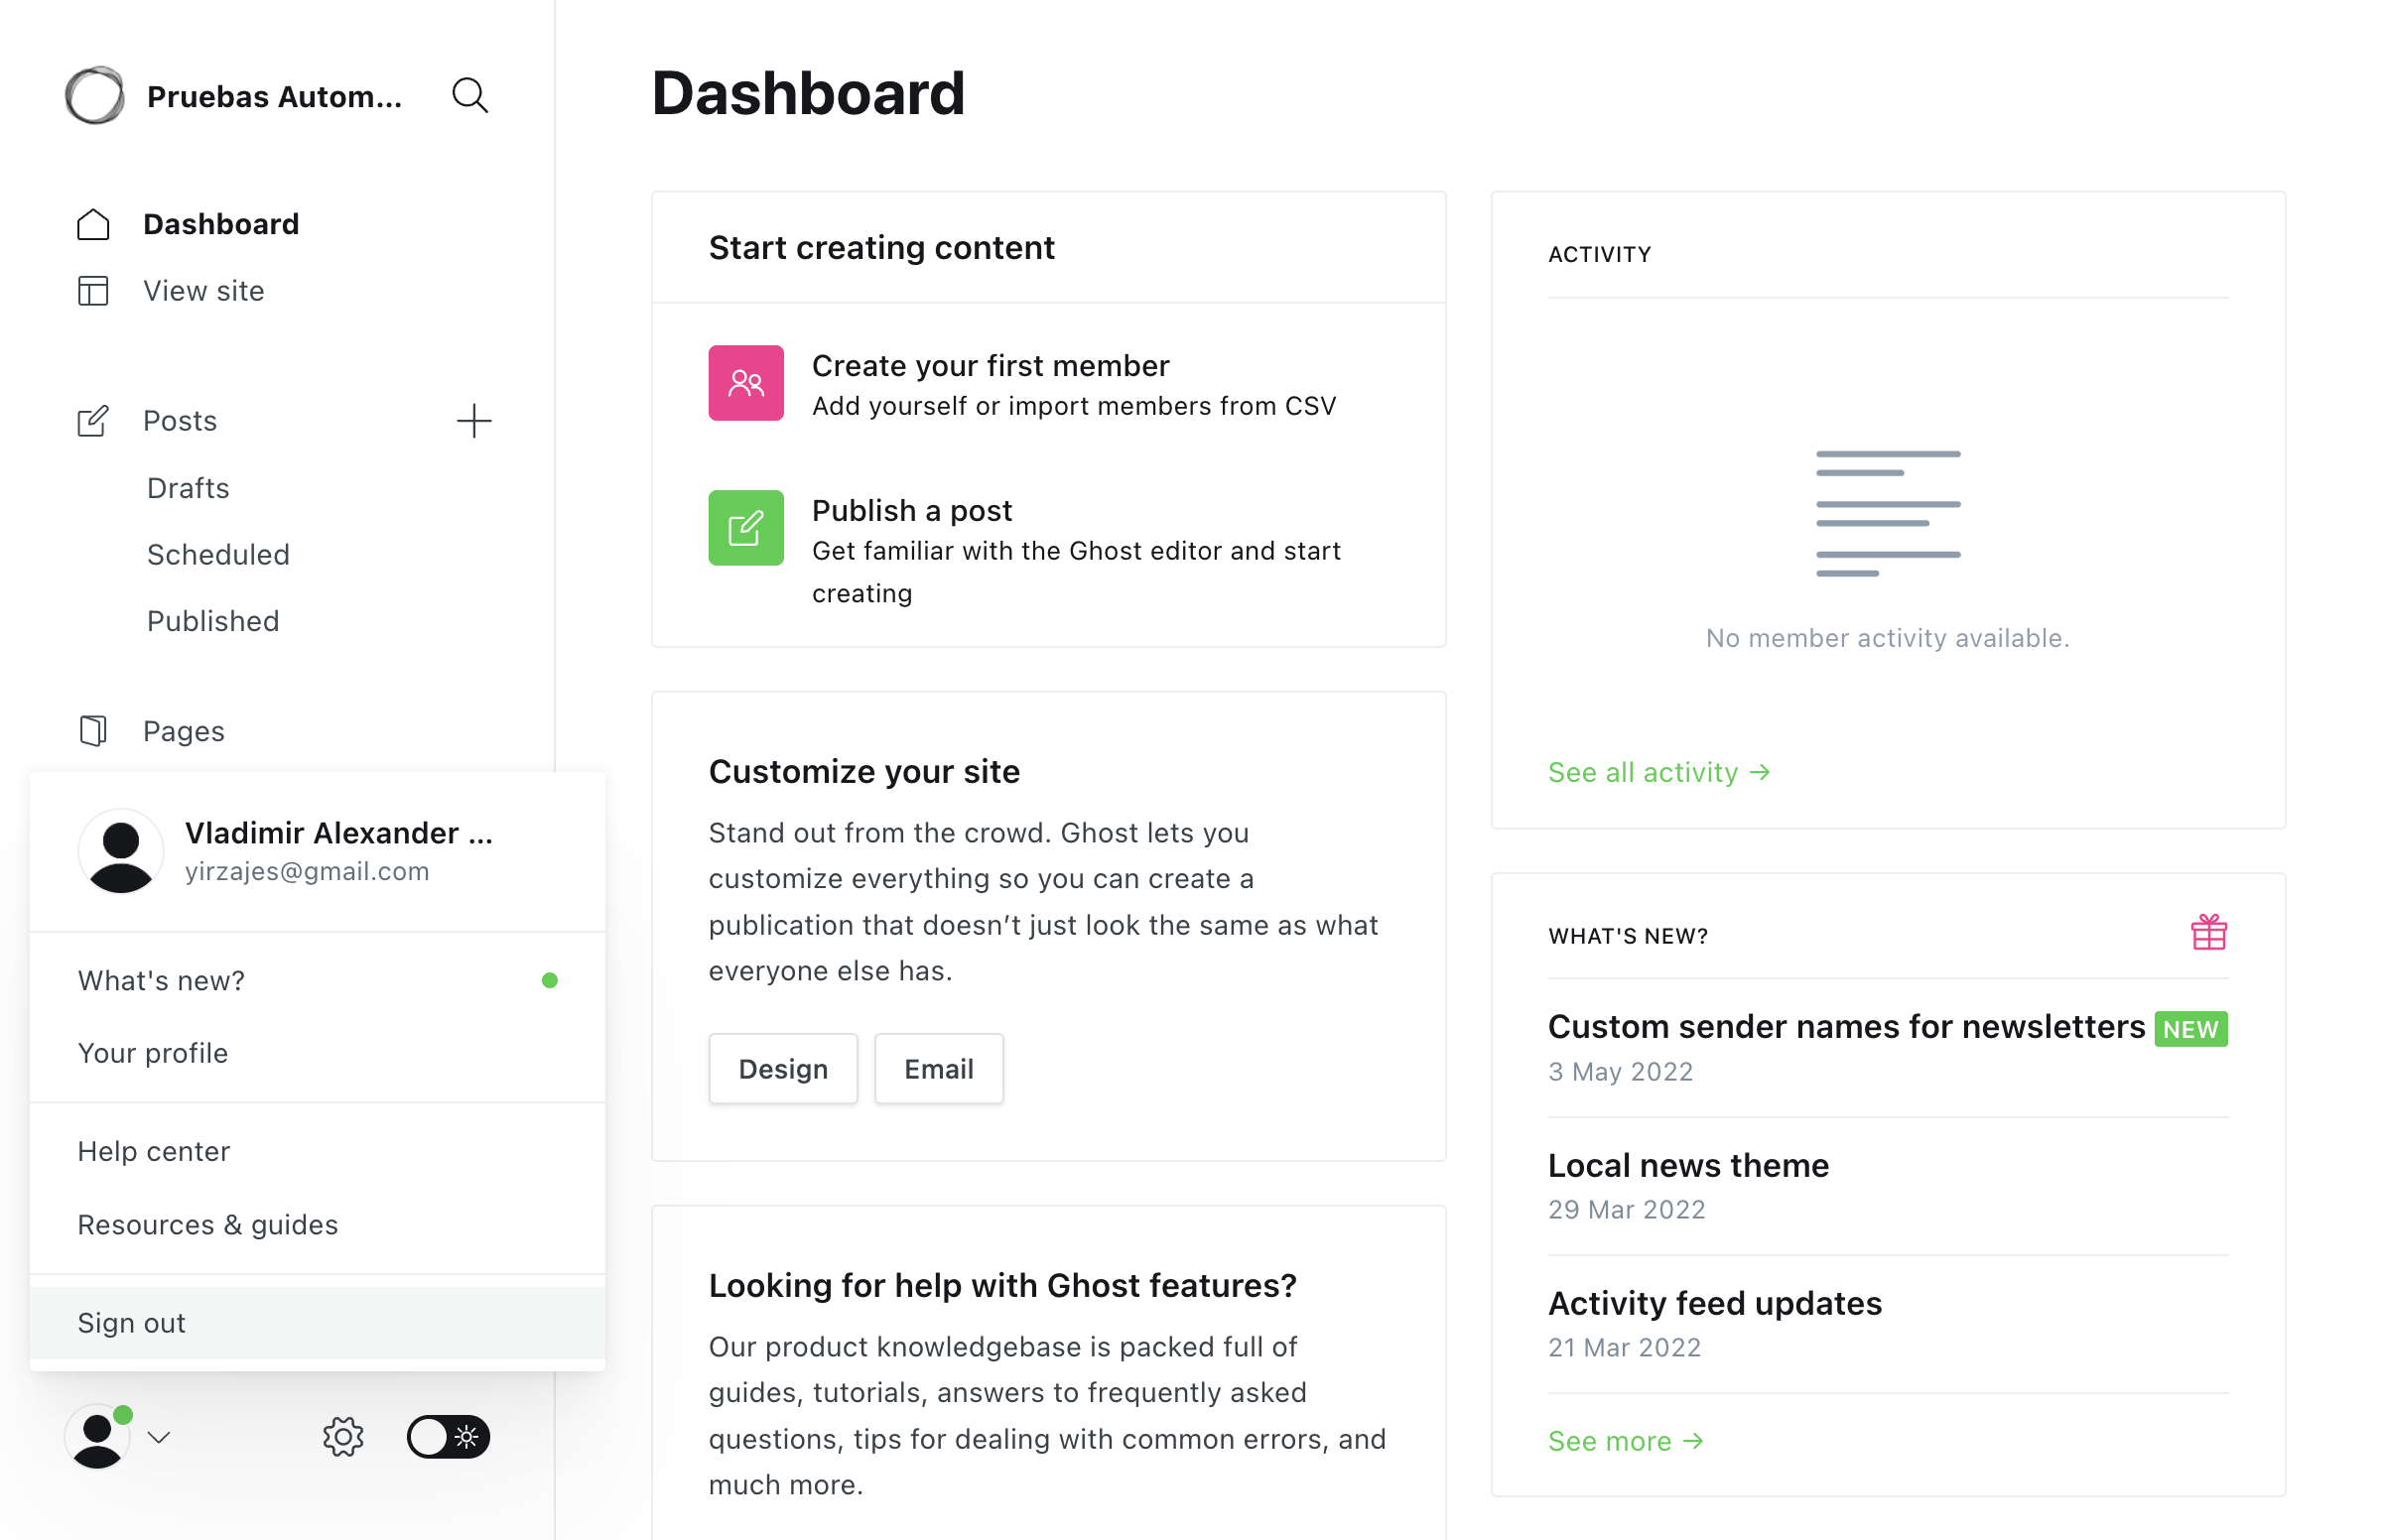 Pruebas Autom...
Dashboard
View site
Posts
Drafts
Scheduled
Published
Pages
Vladimir Alexander ...
yirzajes@gmail.com
What's new?
Your profile
Help center
Resources & guides
Sign out
Dashboard
Start creating content
Create your first member
Add yourself or import members from CSV
Publish a post
Get familiar with the Ghost editor and start
creating
Customize your site
Stand out from the crowd. Ghost lets you
customize everything so you can create a
publication that doesn’t just look the same as what
everyone else has.
Design
Email
Looking for help with Ghost features?
Our product knowledgebase is packed full of
guides, tutorials, answers to frequently asked
questions, tips for dealing with common errors, and
much more.
ACTIVITY
No member activity available.
See all activity →
WHAT'S NEW?
Custom sender names for newsletters NEW
3 May 2022
Local news theme
29 Mar 2022
Activity feed updates
21 Mar 2022
See more →